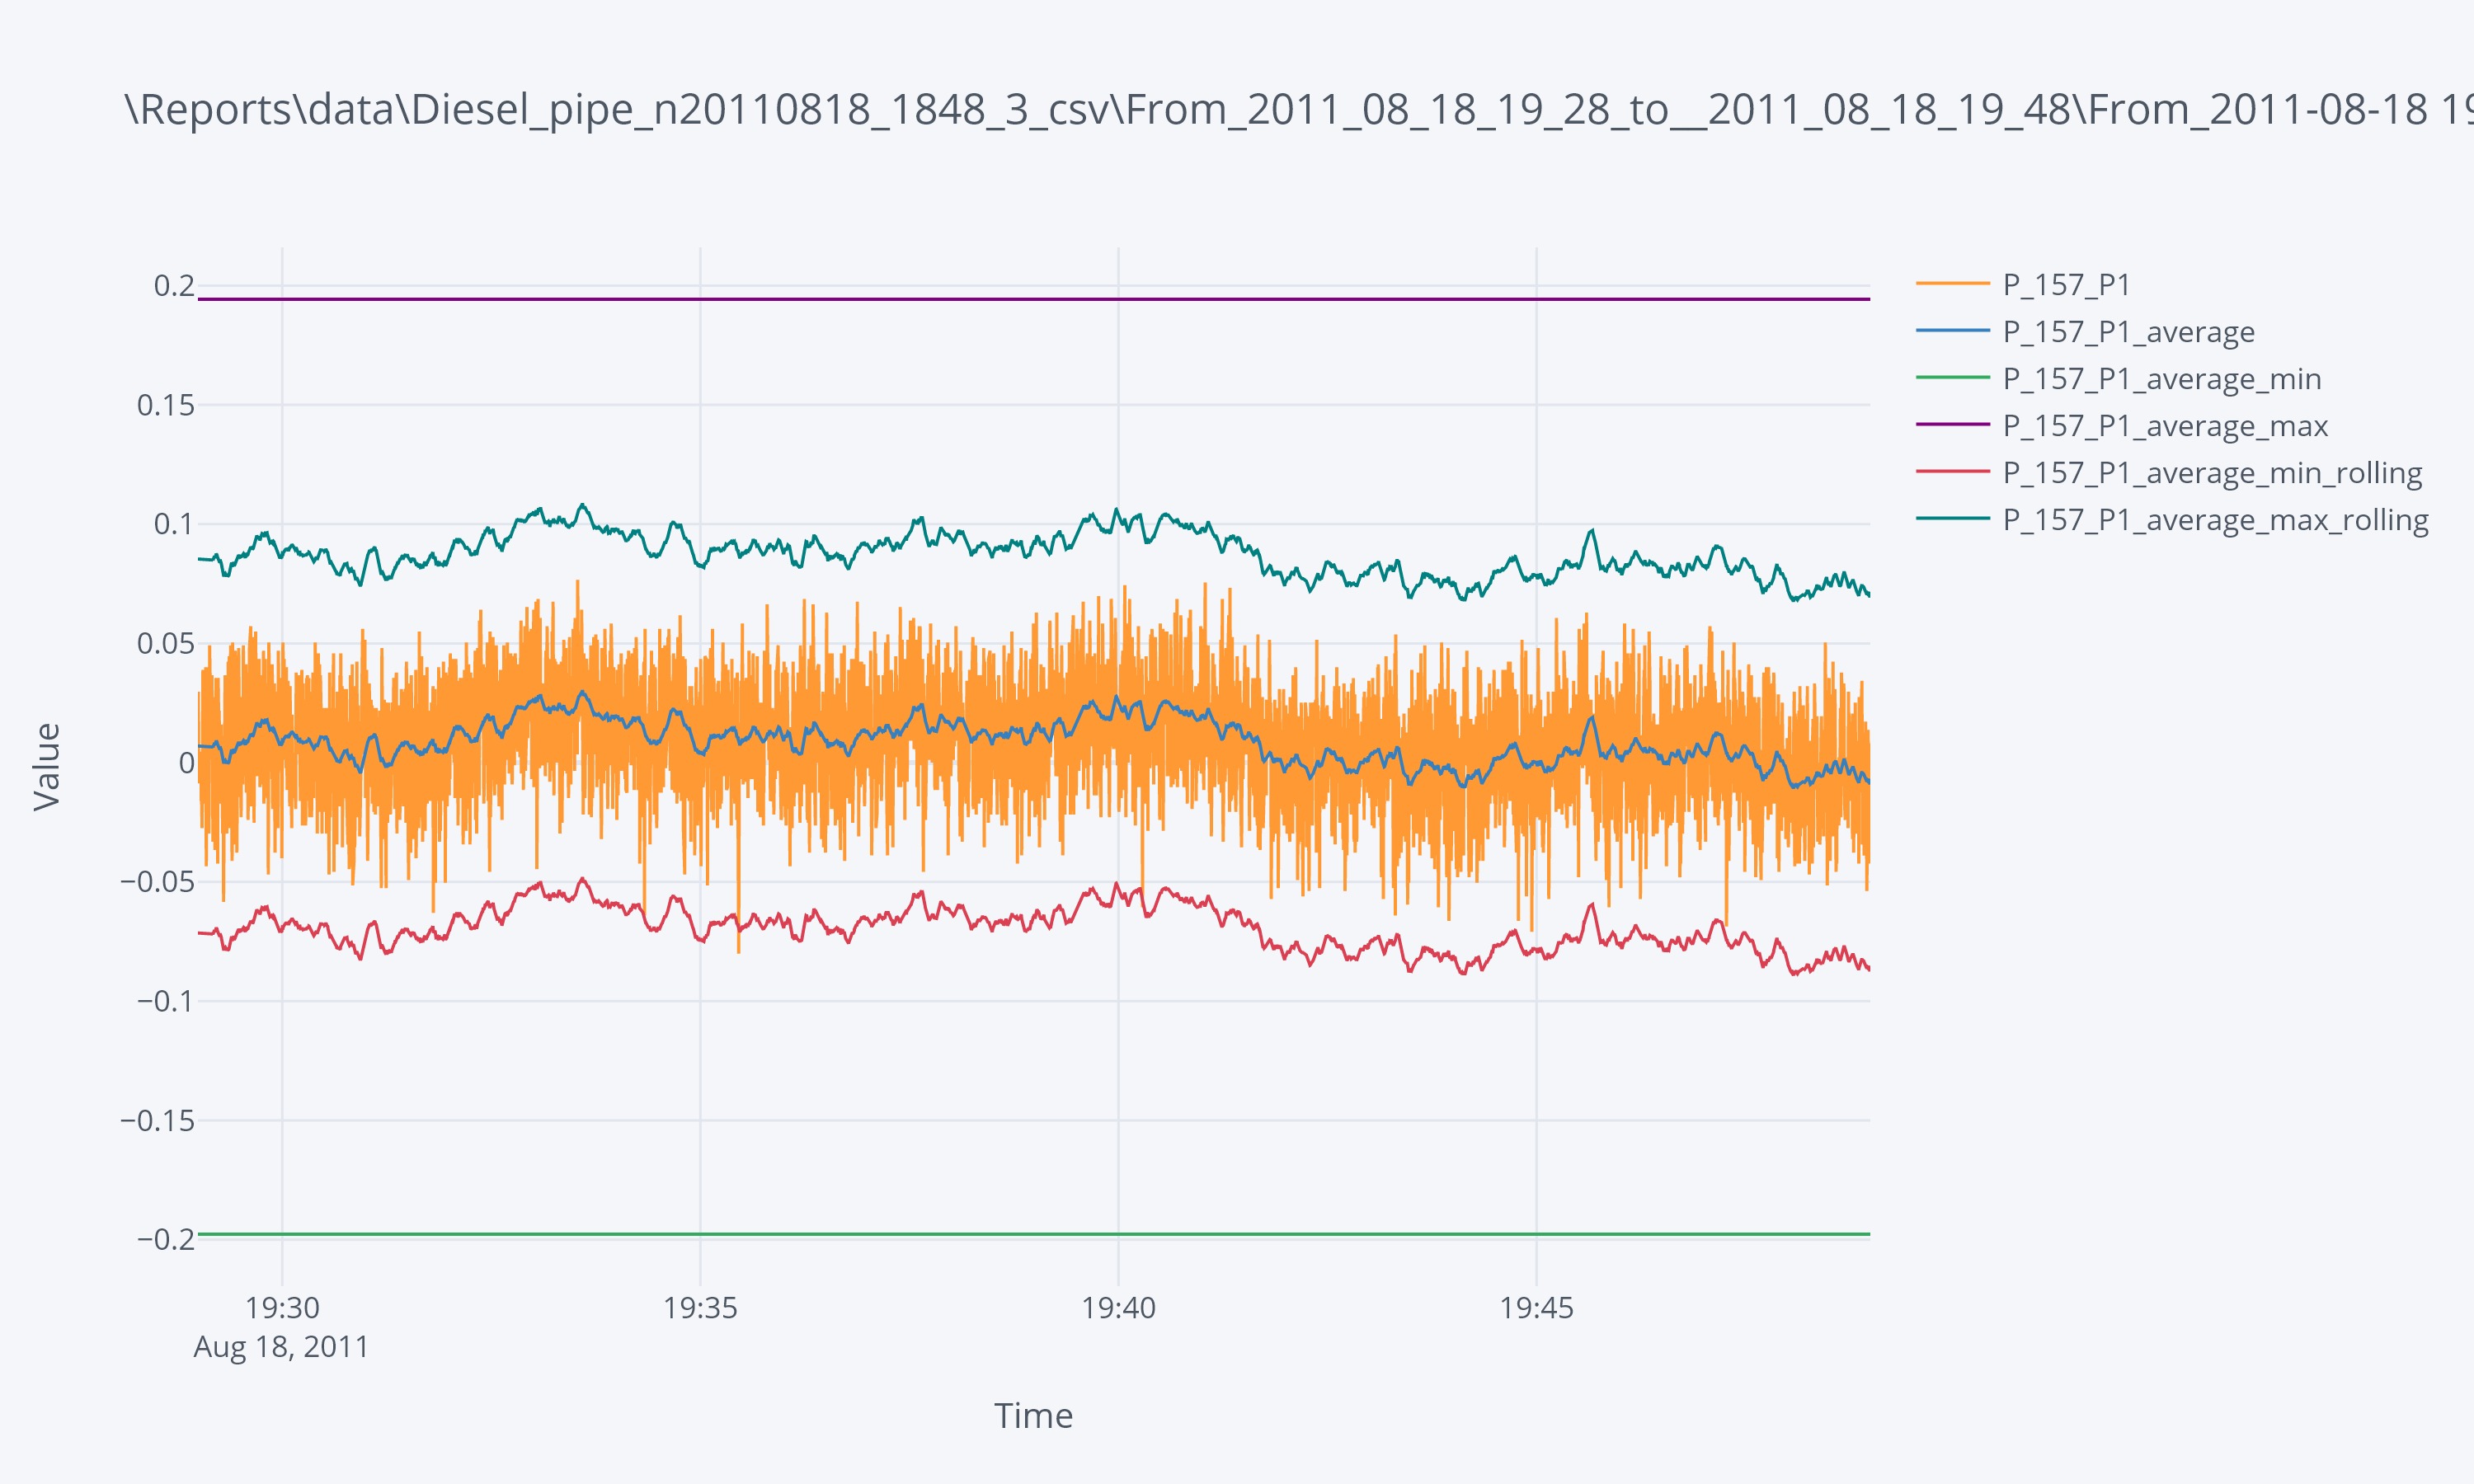 \Reports\data\Diesel_pipe_n20110818_1848_3_csv\From_2011_08_18_19_28_to__2011_08_18_19_48\From_2011-08-18 19
0.2
0.15
0.1
0.05
0
−0.05
−0.1
−0.15
−0.2
Value
19:30
Aug 18, 2011
19:35
19:40
19:45
Time
P_157_P1
P_157_P1_average
P_157_P1_average_min
P_157_P1_average_max
P_157_P1_average_min_rolling
P_157_P1_average_max_rolling